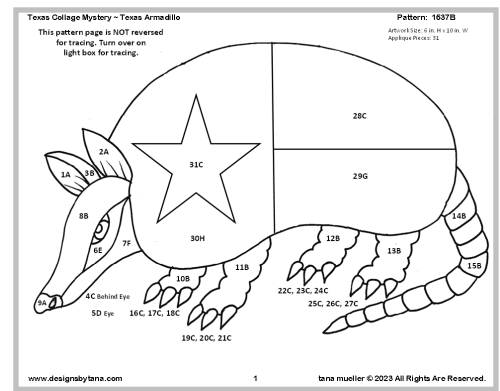 Texas Collage Mystery ~ Texas Armadillo
Pattern: 1637B
This pattern page is NOT reversed
for tracing. Turn over on
light box for tracing.
Artwork Size: 6 in. H x 10 in. W
Applique Pieces: 31
28C
2A
1A
3B
31C
29G
8B
14B
6E
7F
30H
12B
13B
11B
15B
10B
4C Behind Eye
22C, 23C, 24C
9A
25C, 26C, 27C
5D Eye
16C, 17C, 18C
19C, 20C, 21C
www.designsbytana.com
1
tana mueller © 2023 All Rights Are Reserved.